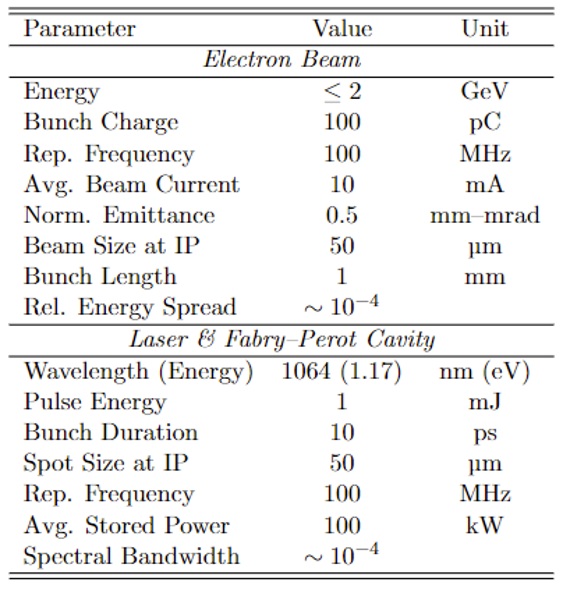 Parameter Value Unit
Electron Beam
Energy ≤ 2 GeV
Bunch Charge 100 pC
Rep. Frequency 100 MHz
Avg. Beam Current 10 mA
Norm. Emittance 0.5 mm–mrad
Beam Size at IP 50 µm
Bunch Length 1 mm
Rel. Energy Spread ∼ 10⁻⁴
Laser & Fabry–Perot Cavity
Wavelength (Energy) 1064 (1.17) nm (eV)
Pulse Energy 1 mJ
Bunch Duration 10 ps
Spot Size at IP 50 µm
Rep. Frequency 100 MHz
Avg. Stored Power 100 kW
Spectral Bandwidth ∼ 10⁻⁴